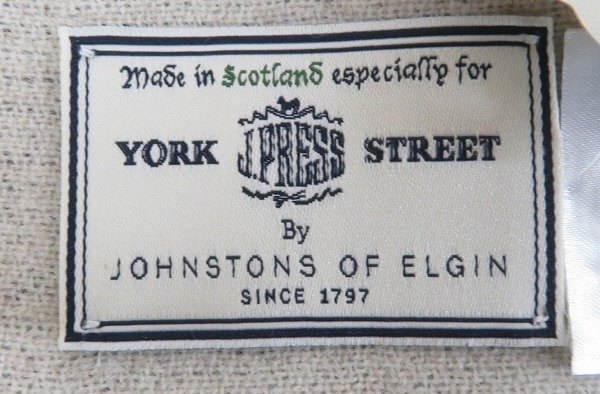 Made in Scotland especially for
YORK J.PRESS STREET
By
JOHNSTONS OF ELGIN
SINCE 1797